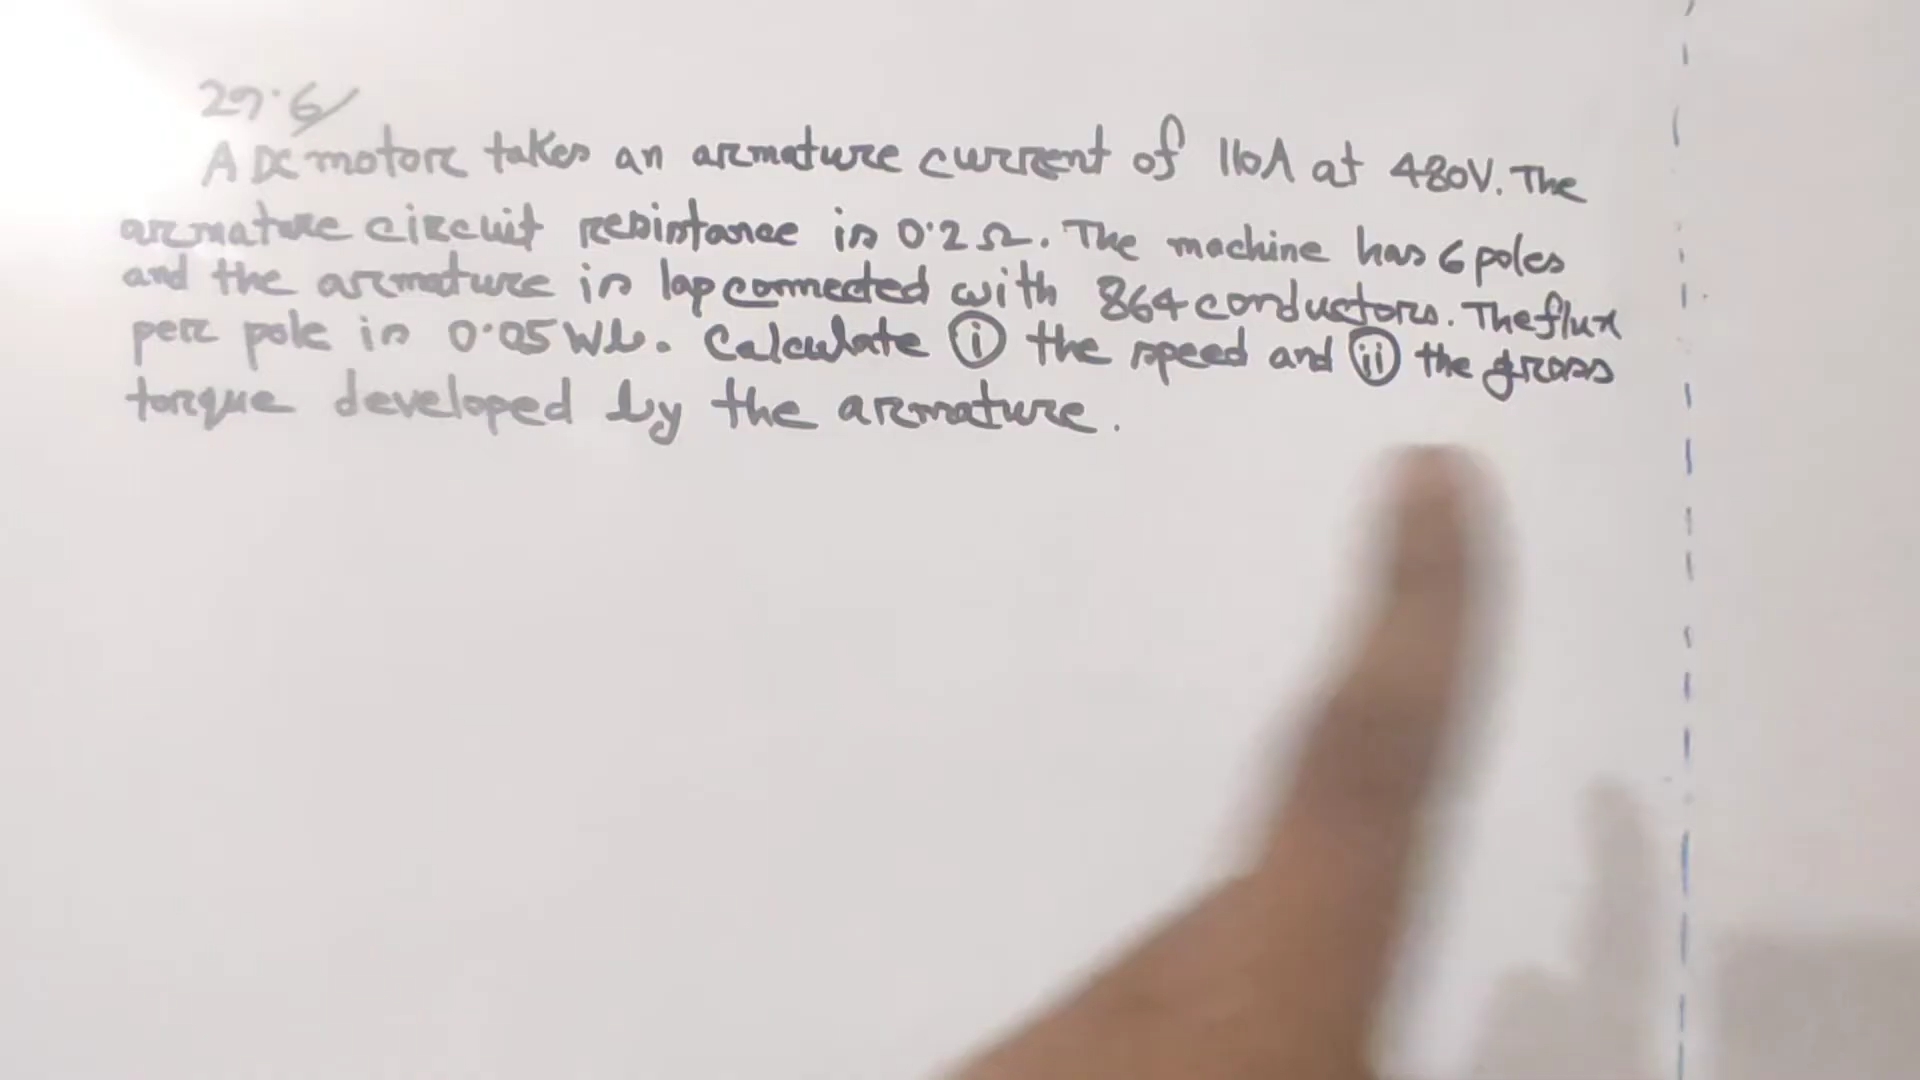 29.6
A DC motor takes an armature current of 110A at 480V. The
armature circuit resistance is 0.2Ω. The machine has 6 poles
and the armature is lap connected with 864 conductors. The flux
per pole is 0.05 Wb. Calculate (i) the speed and (ii) the gross
torque developed by the armature.